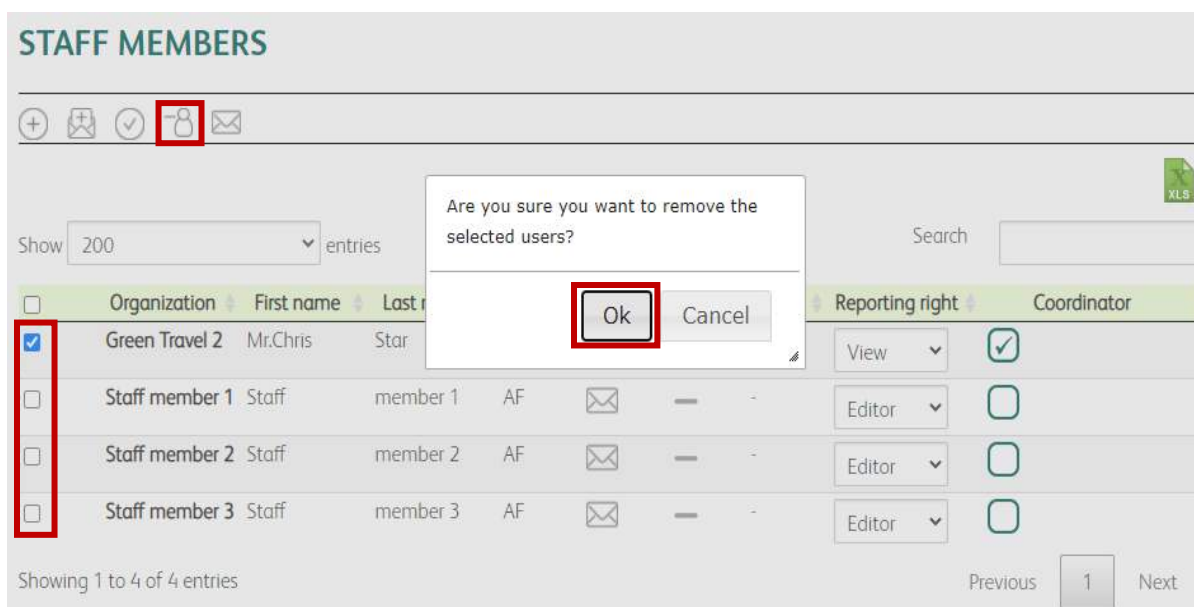 STAFF MEMBERS
XLS
Are you sure you want to remove the
selected users?
Show 200 entries Search
Ok Cancel
Organization First name Last Reporting right Coordinator
Green Travel 2 Mr.Chris Star View
Staff member 1 Staff member 1 AF - Editor
Staff member 2 Staff member 2 AF - Editor
Staff member 3 Staff member 3 AF - Editor
Showing 1 to 4 of 4 entries Previous 1 Next